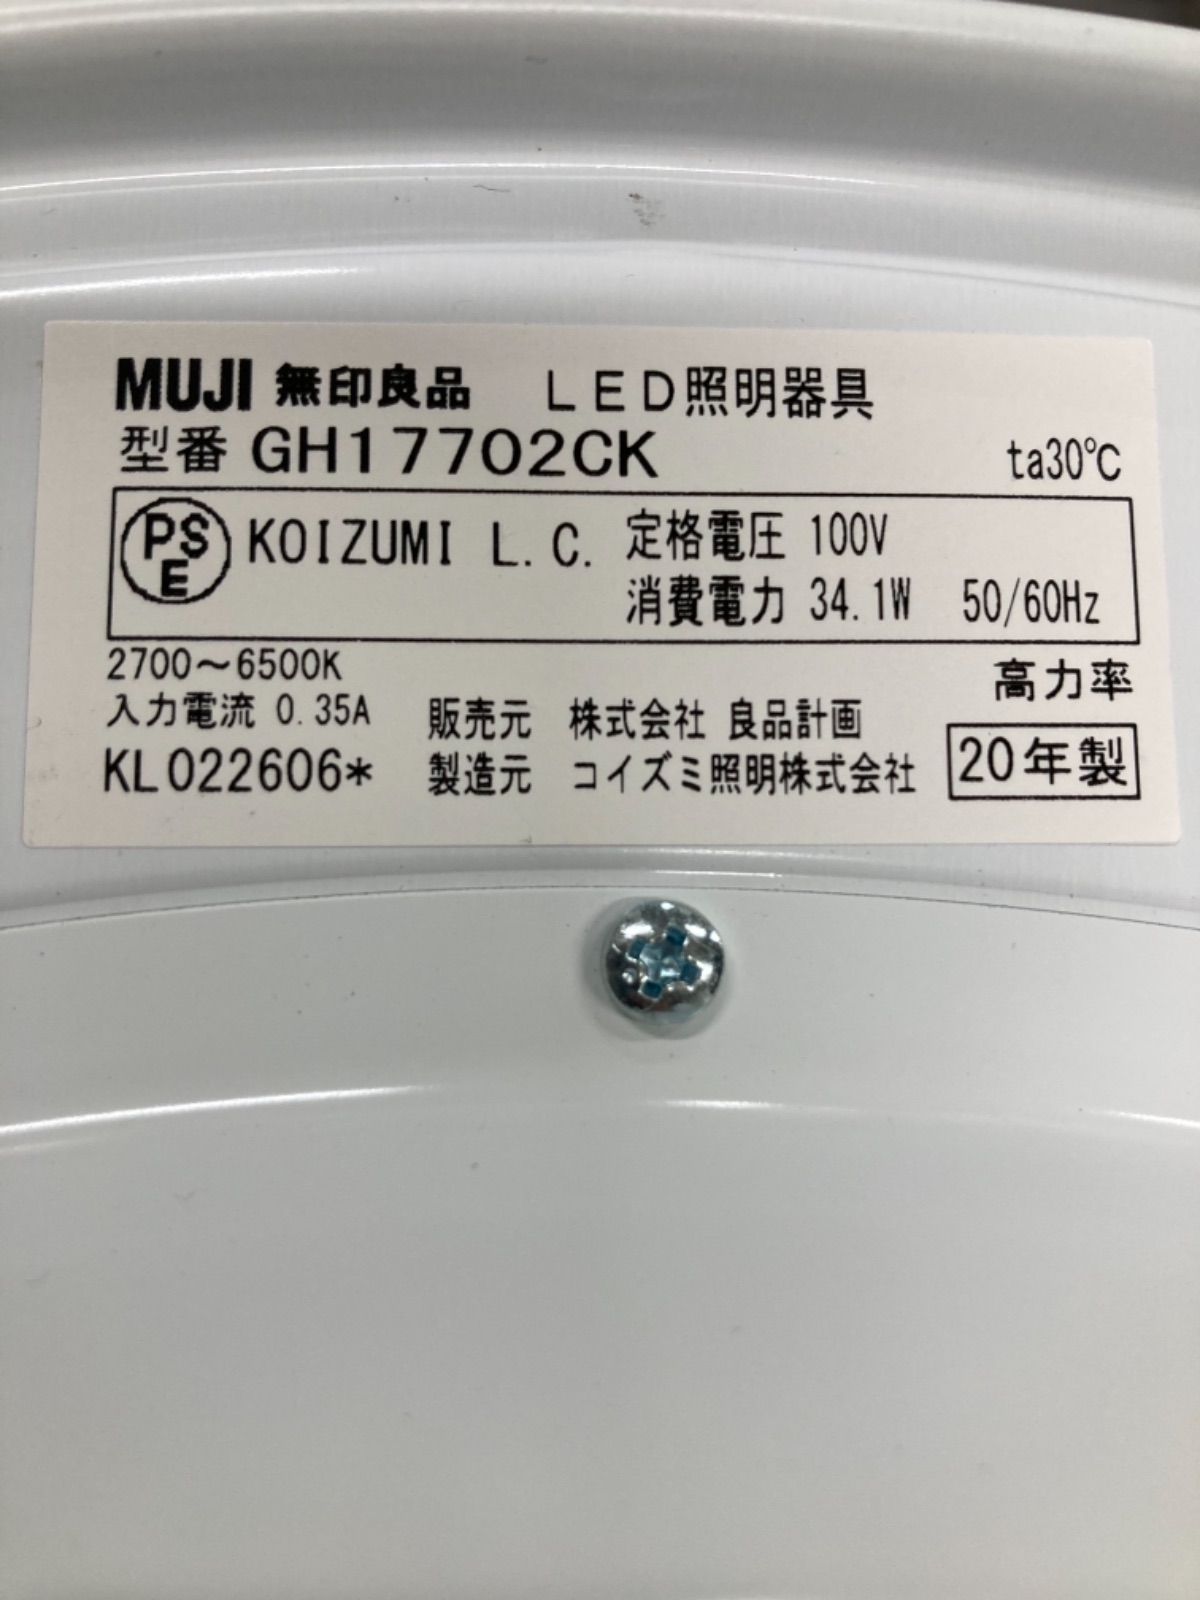 MUJI 無印良品 LED照明器具
型番 GH17702CK ta30℃
PSE KOIZUMI L.C. 定格電圧 100V
消費電力 34.1W 50/60Hz
2700～6500K 高力率
入力電流 0.35A 販売元 株式会社 良品計画
KL022606* 製造元 コイズミ照明株式会社 20年製